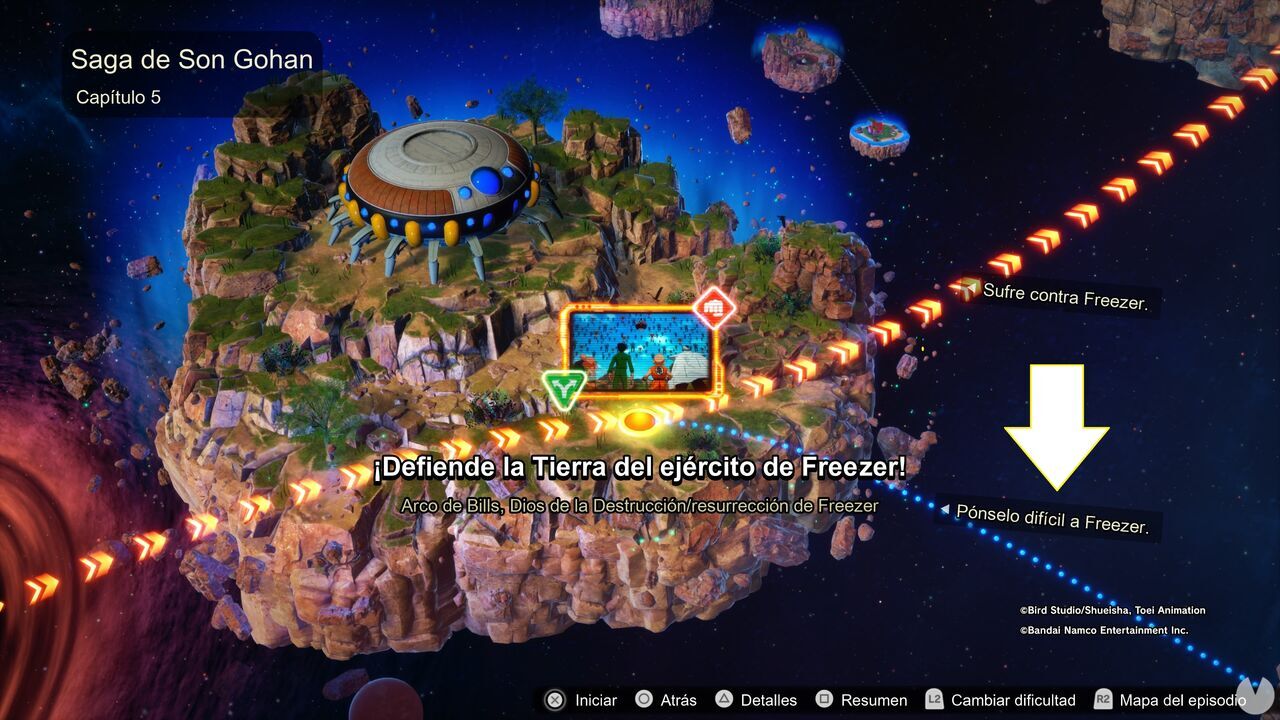 Saga de Son Gohan
Capítulo 5
Sufre contra Freezer.
¡Defiende la Tierra del ejército de Freezer!
Arco de Bills, Dios de la Destrucción/resurrección de Freezer
Pónselo difícil a Freezer.
©Bird Studio/Shueisha, Toei Animation
©Bandai Namco Entertainment Inc.
Iniciar Atrás Detalles Resumen L2 Cambiar dificultad R2 Mapa del episodio